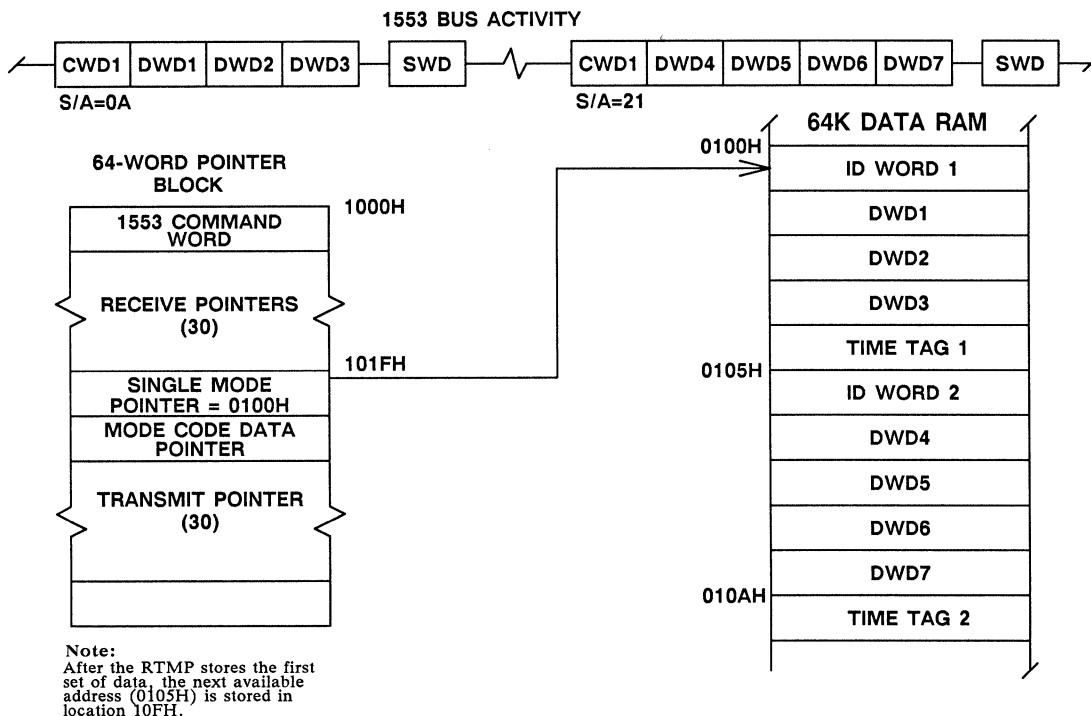 1553 BUS ACTIVITY
CWD1 DWD1 DWD2 DWD3 SWD CWD1 DWD4 DWD5 DWD6 DWD7 SWD
S/A=0A
S/A=21
64-WORD POINTER
BLOCK
1000H
1553 COMMAND
WORD
RECEIVE POINTERS
(30)
101FH
SINGLE MODE
POINTER = 0100H
MODE CODE DATA
POINTER
TRANSMIT POINTER
(30)
64K DATA RAM
0100H
ID WORD 1
DWD1
DWD2
DWD3
TIME TAG 1
0105H
ID WORD 2
DWD4
DWD5
DWD6
DWD7
010AH
TIME TAG 2
Note:
After the RTMP stores the first
set of data, the next available
address (0105H) is stored in
location 10FH.